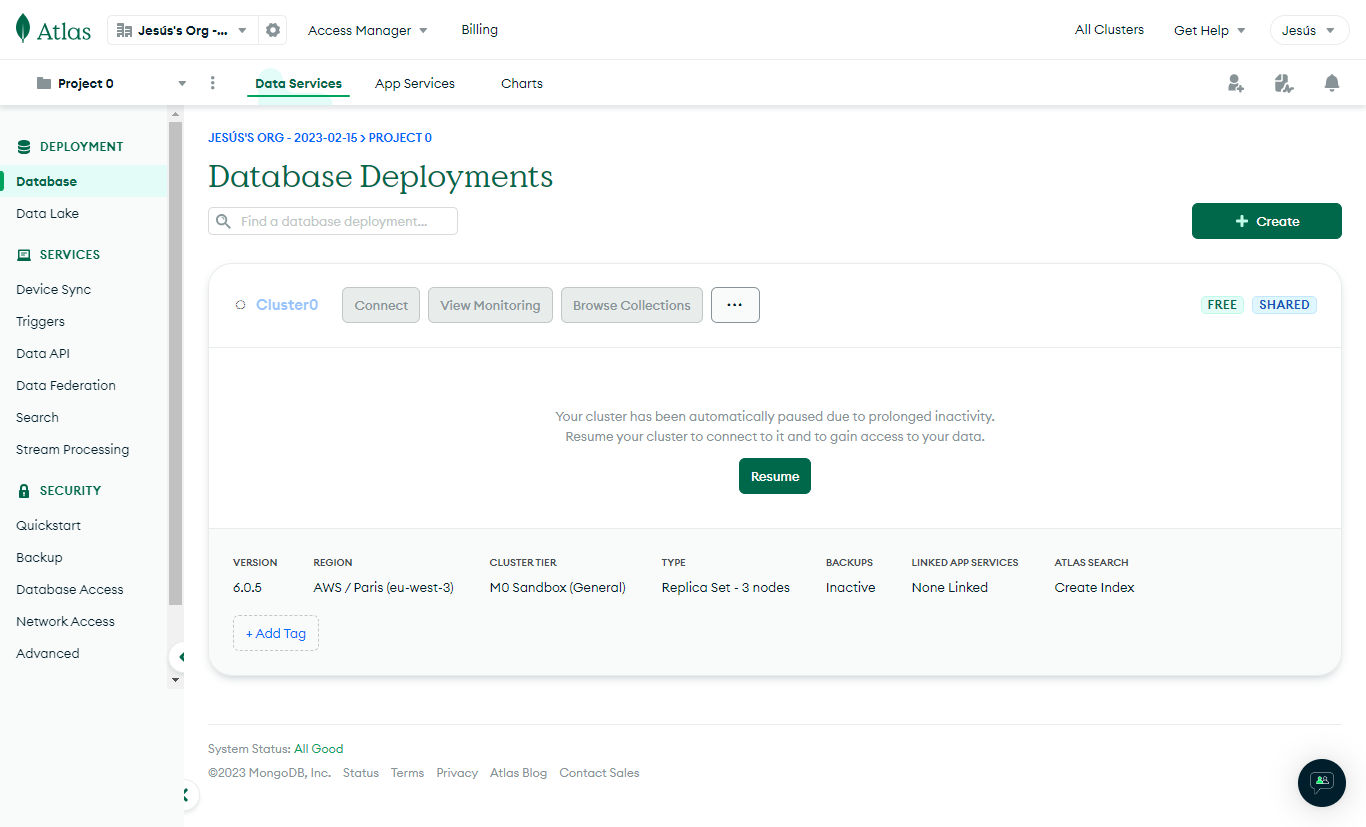 Atlas
Jesús's Org -...
Access Manager
Billing
All Clusters
Get Help
Jesús
Project 0
Data Services
App Services
Charts
DEPLOYMENT
Database
Data Lake
SERVICES
Device Sync
Triggers
Data API
Data Federation
Search
Stream Processing
SECURITY
Quickstart
Backup
Database Access
Network Access
Advanced
JESÚS'S ORG - 2023-02-15 > PROJECT 0
Database Deployments
Find a database deployment...
+ Create
Cluster0
Connect
View Monitoring
Browse Collections
...
FREE
SHARED
Your cluster has been automatically paused due to prolonged inactivity.
Resume your cluster to connect to it and to gain access to your data.
Resume
VERSION
6.0.5
REGION
AWS / Paris (eu-west-3)
CLUSTER TIER
M0 Sandbox (General)
TYPE
Replica Set - 3 nodes
BACKUPS
Inactive
LINKED APP SERVICES
None Linked
ATLAS SEARCH
Create Index
+ Add Tag
System Status: All Good
©2023 MongoDB, Inc. Status Terms Privacy Atlas Blog Contact Sales